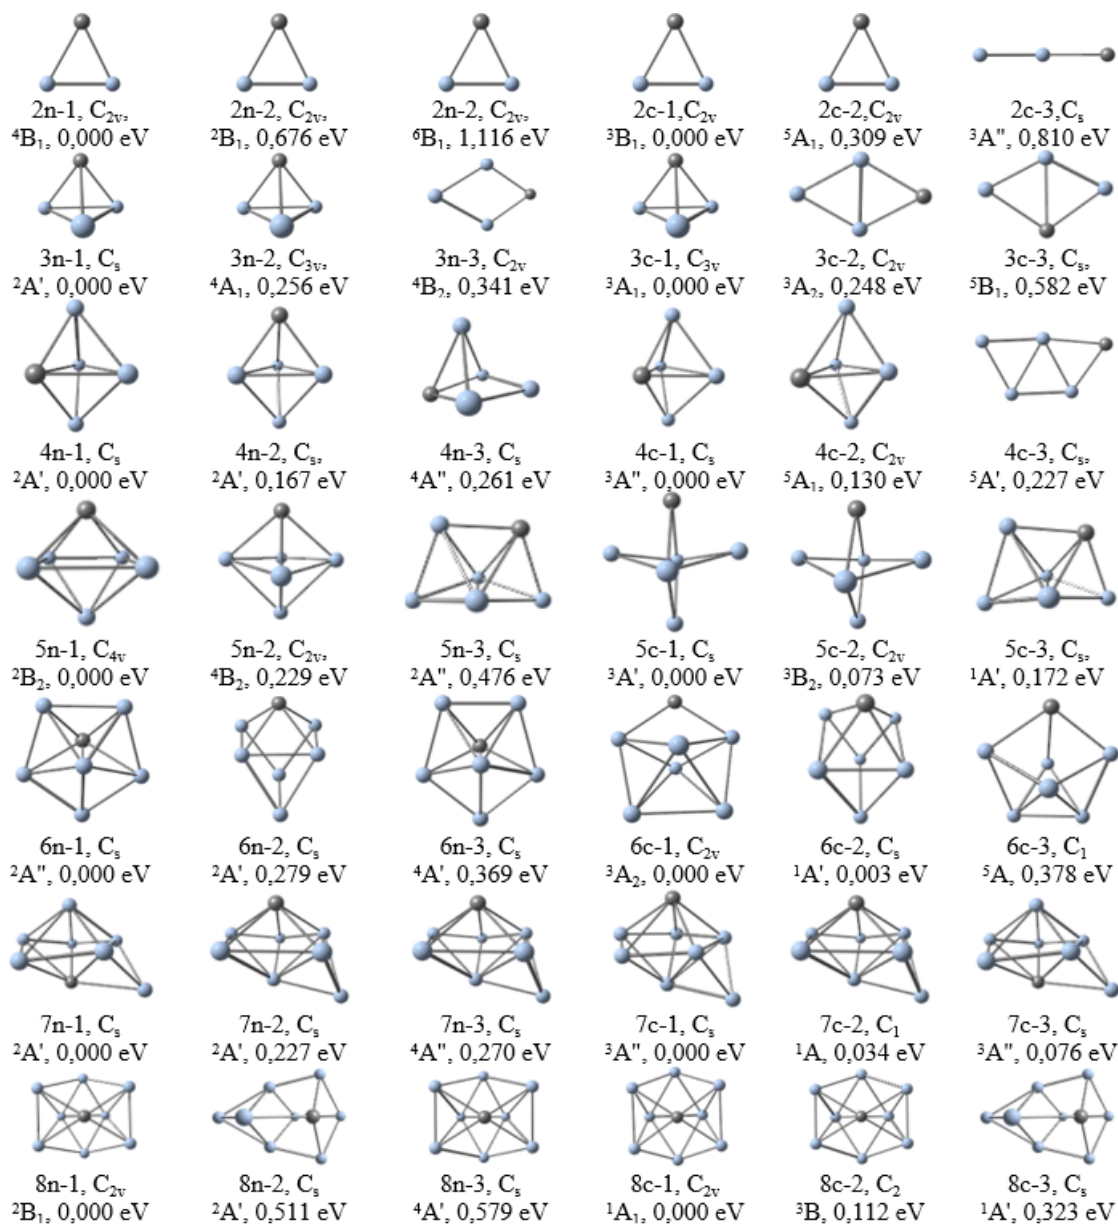 2n-1, C₂ᵥ, 2n-2, C₂ᵥ, 2n-2, C₂ᵥ, 2c-1,C₂ᵥ 2c-2,C₂ᵥ 2c-3,Cₛ
⁴B₁, 0,000 eV ²B₁, 0,676 eV ⁶B₁, 1,116 eV ³B₁, 0,000 eV ⁵A₁, 0,309 eV ³A", 0,810 eV
3n-1, Cₛ 3n-2, C₃ᵥ, 3n-3, C₂ᵥ 3c-1, C₃ᵥ 3c-2, C₂ᵥ 3c-3, Cₛ,
²A', 0,000 eV ⁴A₁, 0,256 eV ⁴B₂, 0,341 eV ³A₁, 0,000 eV ³A₂, 0,248 eV ⁵B₁, 0,582 eV
4n-1, Cₛ 4n-2, Cₛ, 4n-3, Cₛ 4c-1, Cₛ 4c-2, C₂ᵥ 4c-3, Cₛ,
²A', 0,000 eV ²A', 0,167 eV ⁴A", 0,261 eV ³A", 0,000 eV ⁵A₁, 0,130 eV ⁵A', 0,227 eV
5n-1, C₄ᵥ 5n-2, C₂ᵥ, 5n-3, Cₛ 5c-1, Cₛ 5c-2, C₂ᵥ 5c-3, Cₛ,
²B₂, 0,000 eV ⁴B₂, 0,229 eV ²A", 0,476 eV ³A', 0,000 eV ³B₂, 0,073 eV ¹A', 0,172 eV
6n-1, Cₛ 6n-2, Cₛ 6n-3, Cₛ 6c-1, C₂ᵥ 6c-2, Cₛ 6c-3, C₁
²A", 0,000 eV ²A', 0,279 eV ⁴A', 0,369 eV ³A₂, 0,000 eV ¹A', 0,003 eV ⁵A, 0,378 eV
7n-1, Cₛ 7n-2, Cₛ 7n-3, Cₛ 7c-1, Cₛ 7c-2, C₁ 7c-3, Cₛ
²A', 0,000 eV ²A', 0,227 eV ⁴A", 0,270 eV ³A", 0,000 eV ¹A, 0,034 eV ³A", 0,076 eV
8n-1, C₂ᵥ 8n-2, Cₛ 8n-3, Cₛ 8c-1, C₂ᵥ 8c-2, C₂ 8c-3, Cₛ
²B₁, 0,000 eV ²A', 0,511 eV ⁴A', 0,579 eV ¹A₁, 0,000 eV ³B, 0,112 eV ¹A', 0,323 eV